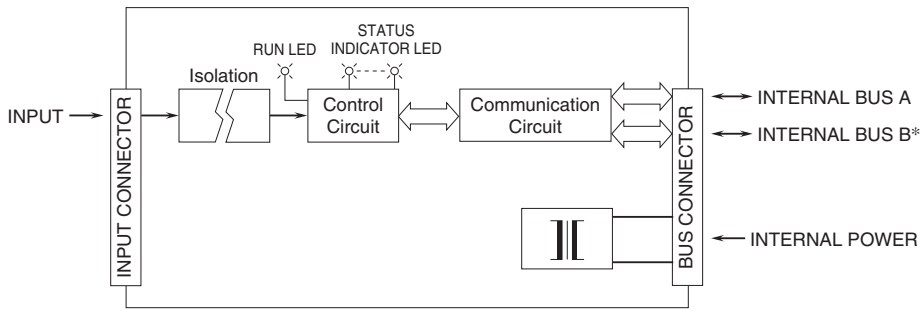 STATUS
INDICATOR LED
RUN LED
Isolation
INPUT
INPUT CONNECTOR
Control
Circuit
Communication
Circuit
BUS CONNECTOR
INTERNAL BUS A
INTERNAL BUS B*
INTERNAL POWER